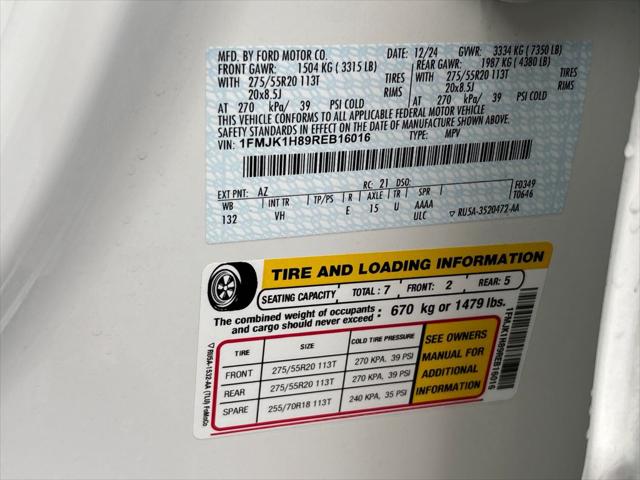 MFD. BY FORD MOTOR CO.
DATE: 12/24 GVWR: 3334 KG (7350 LB)
FRONT GAWR: 1504 KG (3315 LB)
REAR GAWR: 1987 KG (4380 LB)
WITH 275/55R20 113T TIRES
WITH 275/55R20 113T TIRES
20x8.5J RIMS
20x8.5J RIMS
AT 270 kPa/ 39 PSI COLD
AT 270 kPa/ 39 PSI COLD
THIS VEHICLE CONFORMS TO ALL APPLICABLE FEDERAL MOTOR VEHICLE
SAFETY STANDARDS IN EFFECT ON THE DATE OF MANUFACTURE SHOWN ABOVE.
VIN: 1FMJK1H89REB16016
TYPE: MPV
EXT PNT: AZ RC: 21 DSO: F0349
WB INT TR TP/PS R AXLE TR SPR T0646
132 VH E 15 U AAAA
ULC ▽ RU5A-3520472-AA
TIRE AND LOADING INFORMATION
SEATING CAPACITY TOTAL : 7 FRONT: 2 REAR: 5
The combined weight of occupants
and cargo should never exceed : 670 kg or 1479 lbs.
TIRE SIZE COLD TIRE PRESSURE
FRONT 275/55R20 113T 270 KPA, 39 PSI
REAR 275/55R20 113T 270 KPA, 39 PSI
SPARE 255/70R18 113T 240 KPA, 35 PSI
SEE OWNERS
MANUAL FOR
ADDITIONAL
INFORMATION
1FMJK1H89REB16016